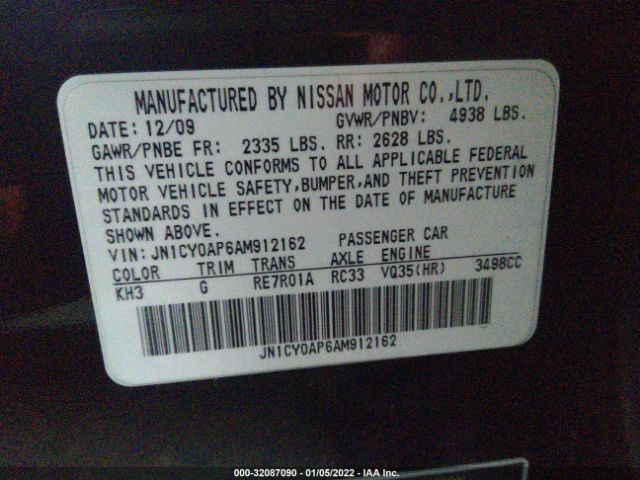 MANUFACTURED BY NISSAN MOTOR CO.,LTD.
DATE: 12/09 GVWR/PNBV: 4938 LBS.
GAWR/PNBE FR: 2335 LBS. RR: 2628 LBS.
THIS VEHICLE CONFORMS TO ALL APPLICABLE FEDERAL
MOTOR VEHICLE SAFETY,BUMPER,AND THEFT PREVENTION
STANDARDS IN EFFECT ON THE DATE OF MANUFACTURE
SHOWN ABOVE.
VIN: JN1CY0AP6AM912162 PASSENGER CAR
COLOR TRIM TRANS AXLE ENGINE
KH3 G RE7R01A RC33 VQ35(HR) 3498CC
JN1CY0AP6AM912162
000-32087090 - 01/05/2022 - IAA Inc.